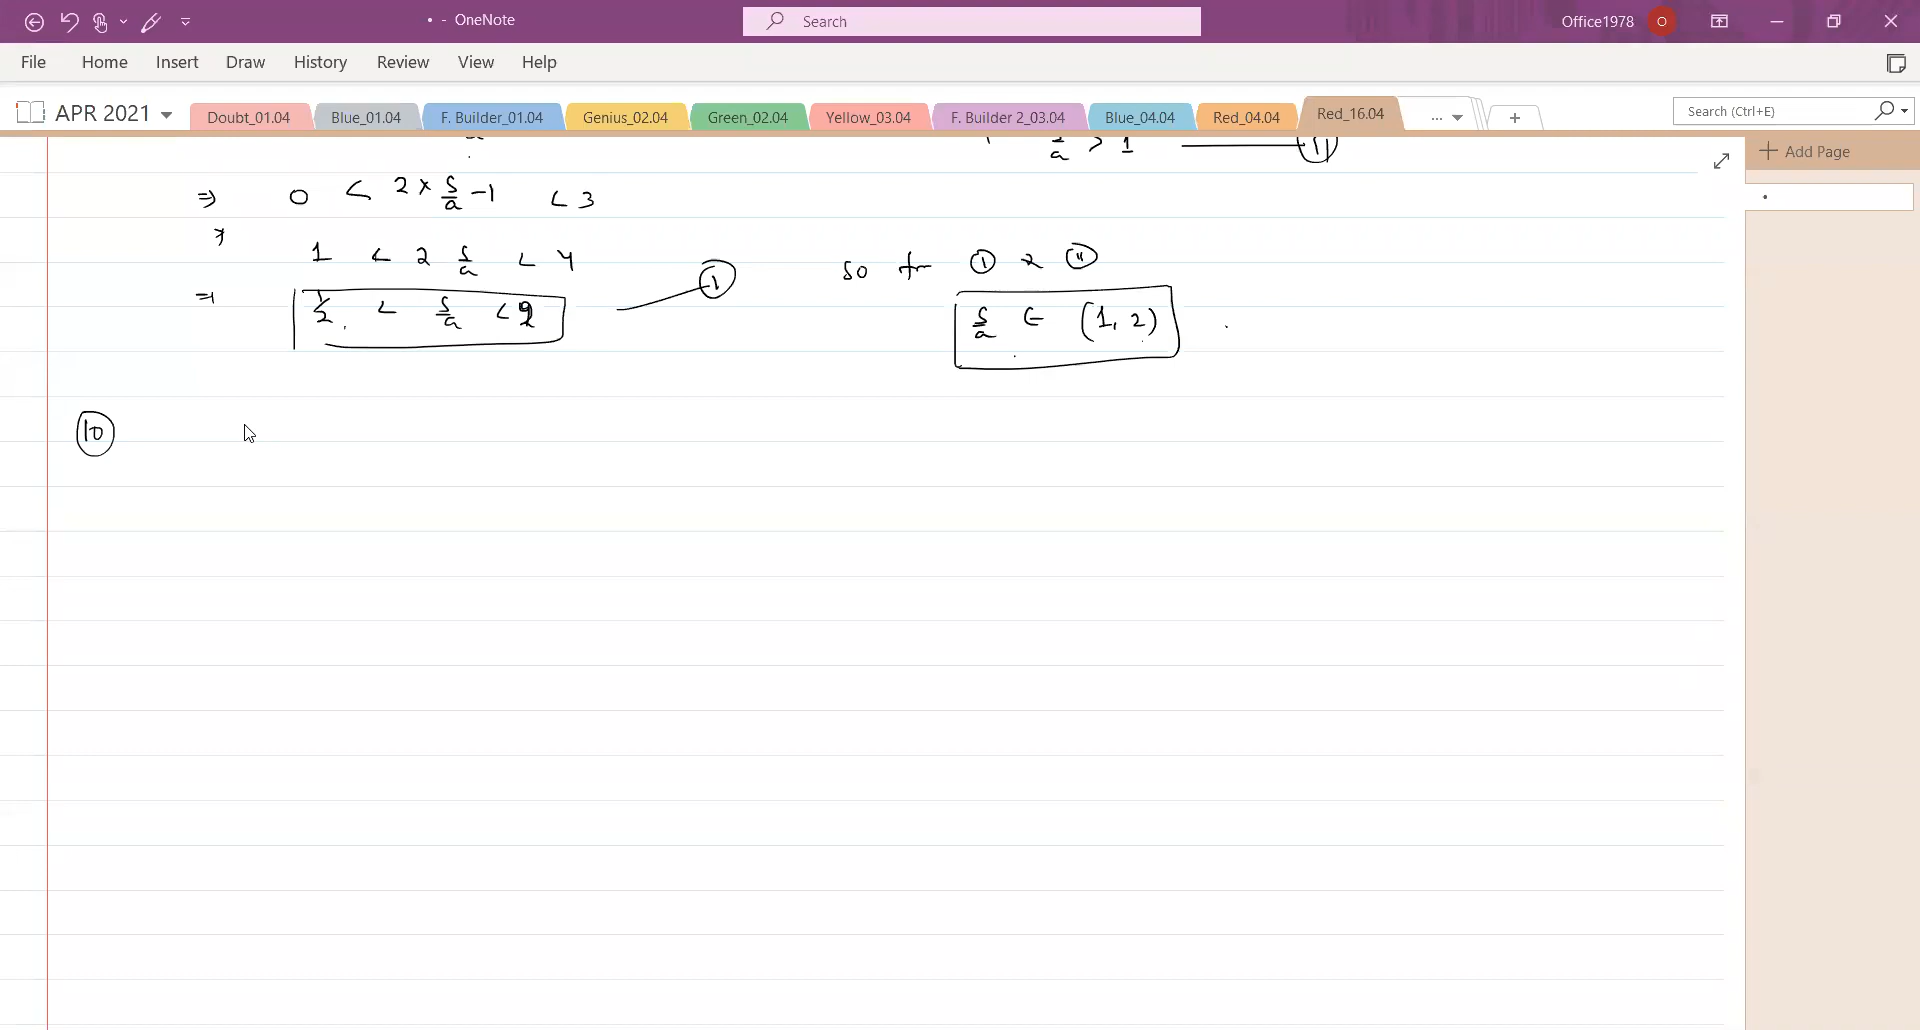 - OneNote
Search
Office1978
O
File Home Insert Draw History Review View Help
APR 2021
Doubt_01.04 Blue_01.04 F. Builder_01.04 Genius_02.04 Green_02.04 Yellow_03.04 F. Builder 2_03.04 Blue_04.04 Red_04.04 Red_16.04 ... +
Search (Ctrl+E)
Add Page
a > 1 — II
⇒ 0 < 2 × s/a - 1 < 3
1 < 2 s/a < 4
⇒ 1/2 < s/a < 2 — I
so from I & II
s/a ∈ (1, 2)
10